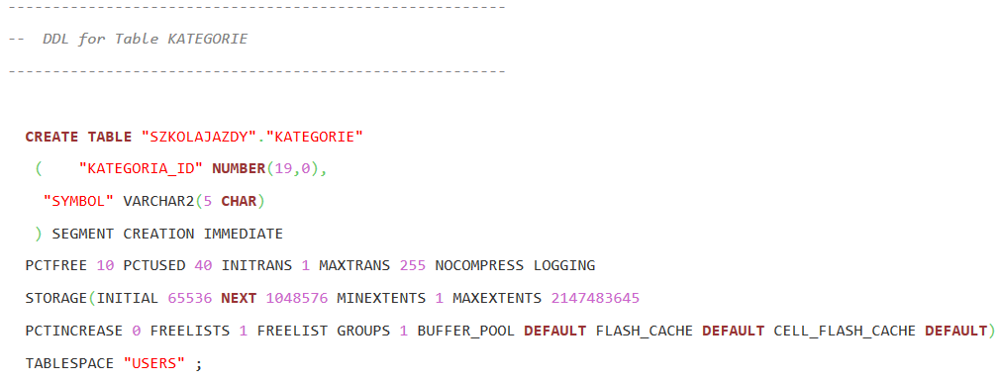 --------------------------------------------------------
--  DDL for Table KATEGORIE
--------------------------------------------------------
CREATE TABLE "SZKOLAJAZDY"."KATEGORIE"
(    "KATEGORIA_ID" NUMBER(19,0),
"SYMBOL" VARCHAR2(5 CHAR)
) SEGMENT CREATION IMMEDIATE
PCTFREE 10 PCTUSED 40 INITRANS 1 MAXTRANS 255 NOCOMPRESS LOGGING
STORAGE(INITIAL 65536 NEXT 1048576 MINEXTENTS 1 MAXEXTENTS 2147483645
PCTINCREASE 0 FREELISTS 1 FREELIST GROUPS 1 BUFFER_POOL DEFAULT FLASH_CACHE DEFAULT CELL_FLASH_CACHE DEFAULT)
TABLESPACE "USERS" ;